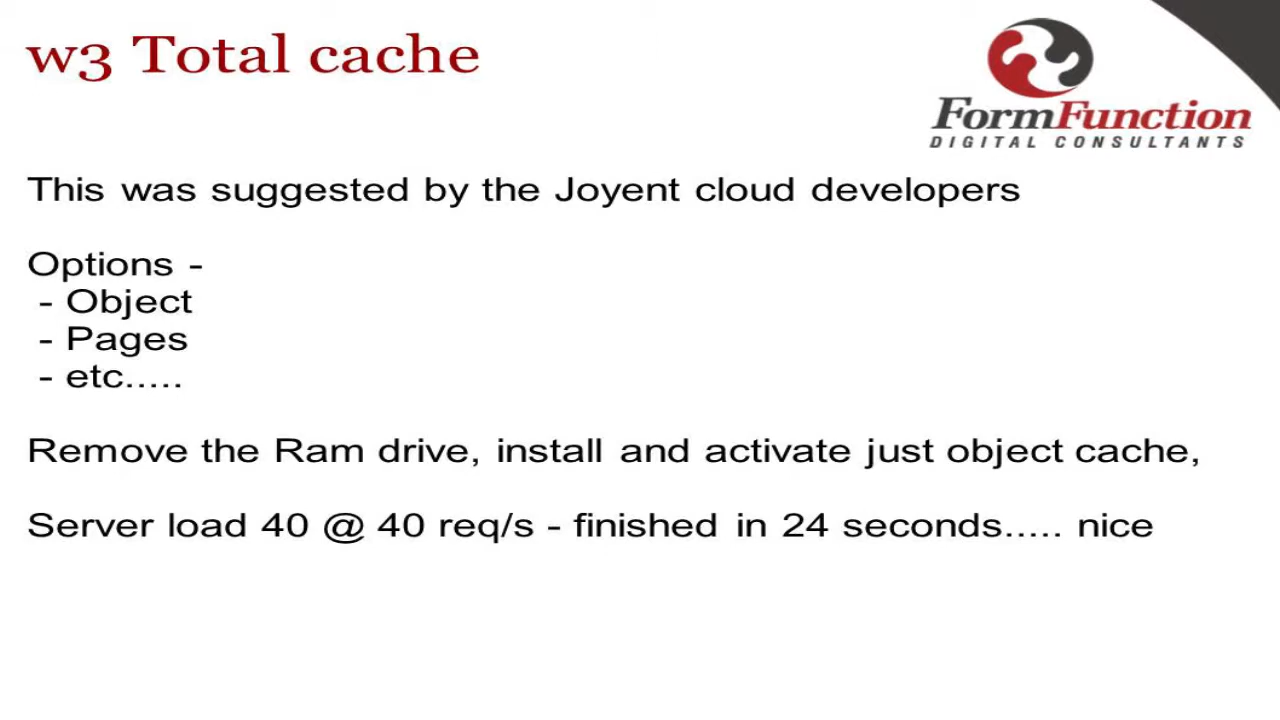 w3 Total cache
FormFunction
DIGITAL CONSULTANTS
This was suggested by the Joyent cloud developers
Options -
- Object
- Pages
- etc.....
Remove the Ram drive, install and activate just object cache,
Server load 40 @ 40 req/s - finished in 24 seconds..... nice